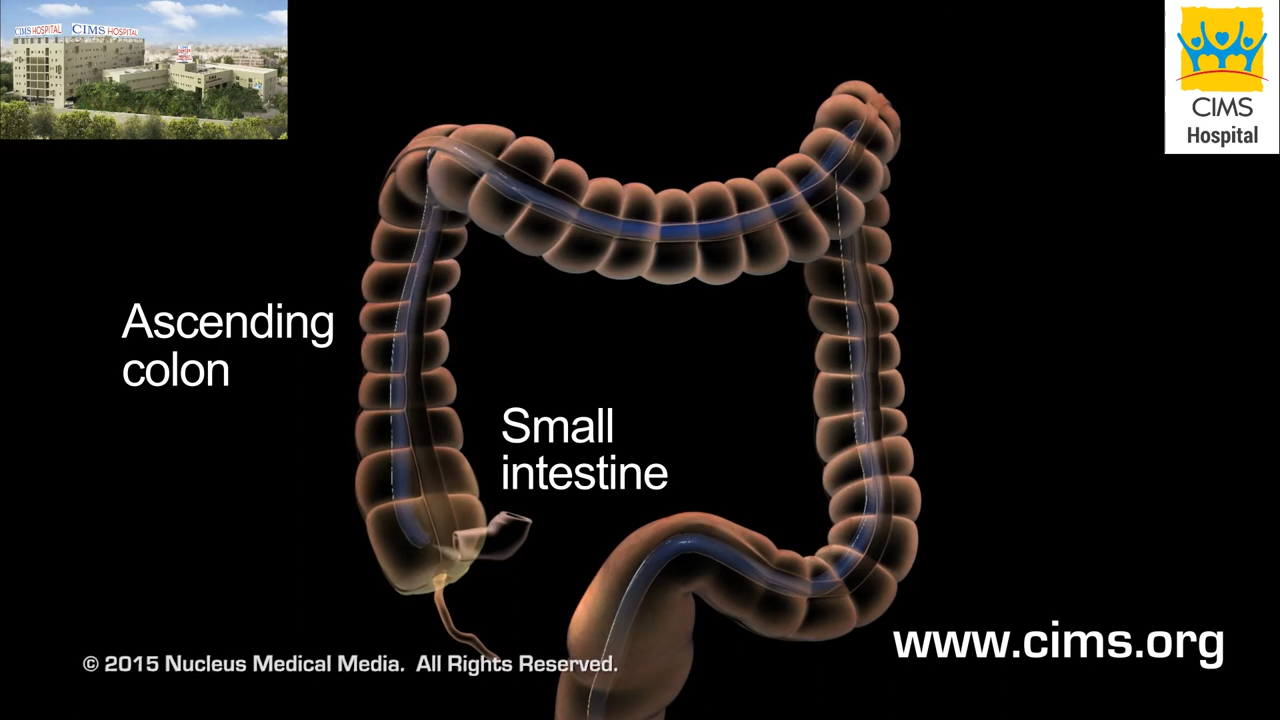 CIMS HOSPITAL CIMS HOSPITAL
CIMS
Hospital
Ascending
colon
Small
intestine
www.cims.org
© 2015 Nucleus Medical Media. All Rights Reserved.